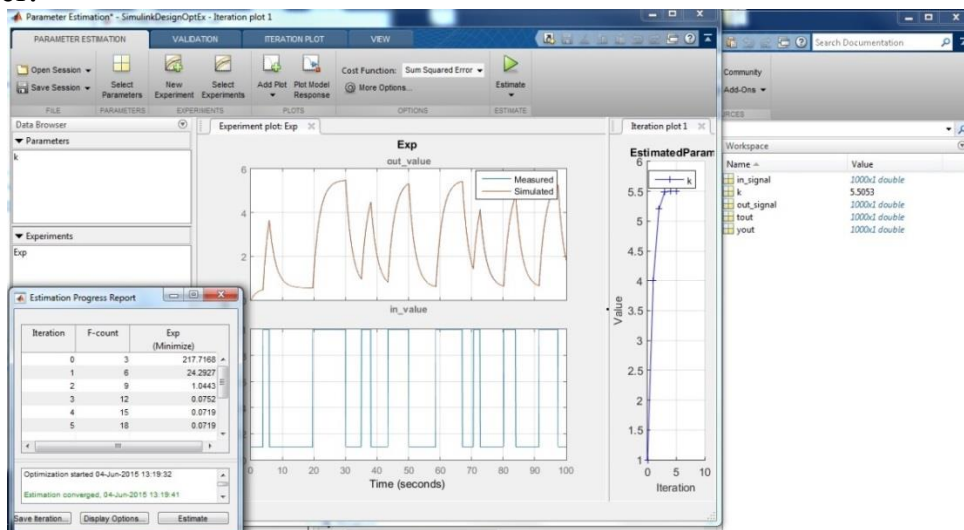 er.
Parameter Estimation* - SimulinkDesignOptEx - Iteration plot 1
PARAMETER ESTIMATION VALIDATION ITERATION PLOT VIEW
Search Documentation
Open Session
Save Session
Select Parameters
New Experiment
Select Experiments
Add Plot
Plot Model Response
Cost Function: Sum Squared Error
More Options...
Estimate
FILE PARAMETERS EXPERIMENTS PLOTS OPTIONS ESTIMATE
Community
Add-Ons
Data Browser
Parameters
k
Experiments
Exp
Experiment plot: Exp
Exp
out_value
Measured
Simulated
6
4
2
in_value
0 10 20 30 40 50 60 70 80 90 100
Time (seconds)
Iteration plot 1
EstimatedParam
k
6
5.5
5
4.5
4
3.5
3
2.5
2
1.5
1
Value
0 5 10
Iteration
Workspace
Name Value
in_signal 1000x1 double
k 5.5053
out_signal 1000x1 double
tout 1000x1 double
yout 1000x1 double
Estimation Progress Report
Iteration F-count Exp
(Minimize)
0 3 217.7168
1 6 24.2927
2 9 1.0443
3 12 0.0752
4 15 0.0719
5 18 0.0719
Optimization started 04-Jun-2015 13:19:32
Estimation converged, 04-Jun-2015 13:19:41
Save Iteration... Display Options... Estimate